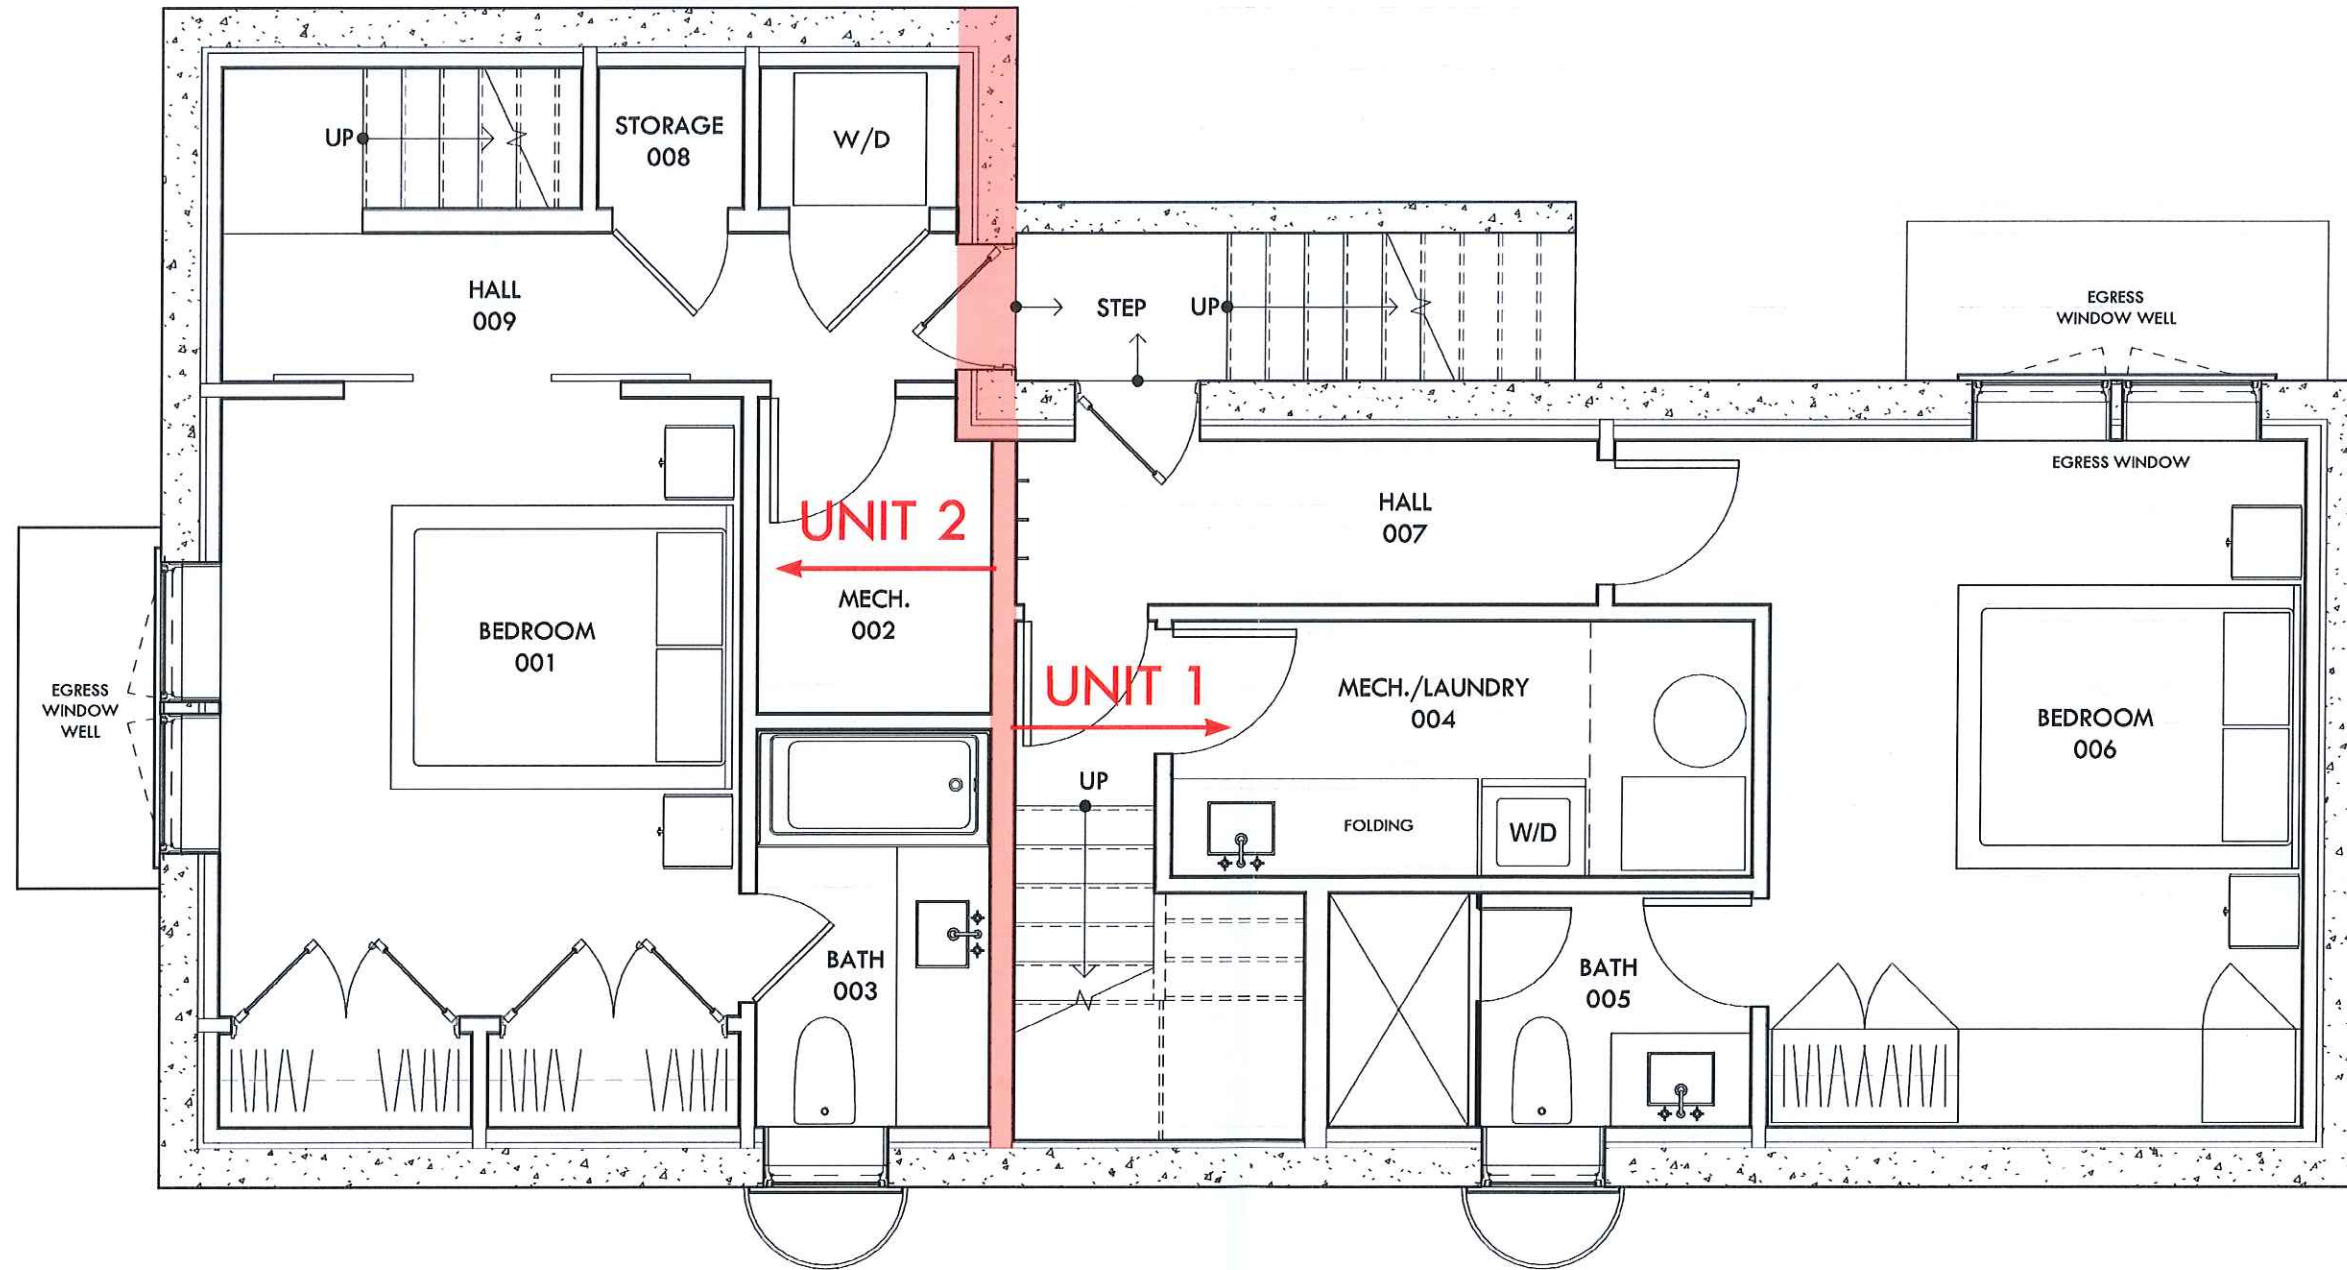 UP
STORAGE
008
W/D
HALL
009
STEP
UP
EGRESS
WINDOW WELL
EGRESS WINDOW
HALL
007
UNIT 2
MECH.
002
BEDROOM
001
EGRESS
WINDOW
WELL
UNIT 1
MECH./LAUNDRY
004
BEDROOM
006
UP
FOLDING
W/D
BATH
003
BATH
005